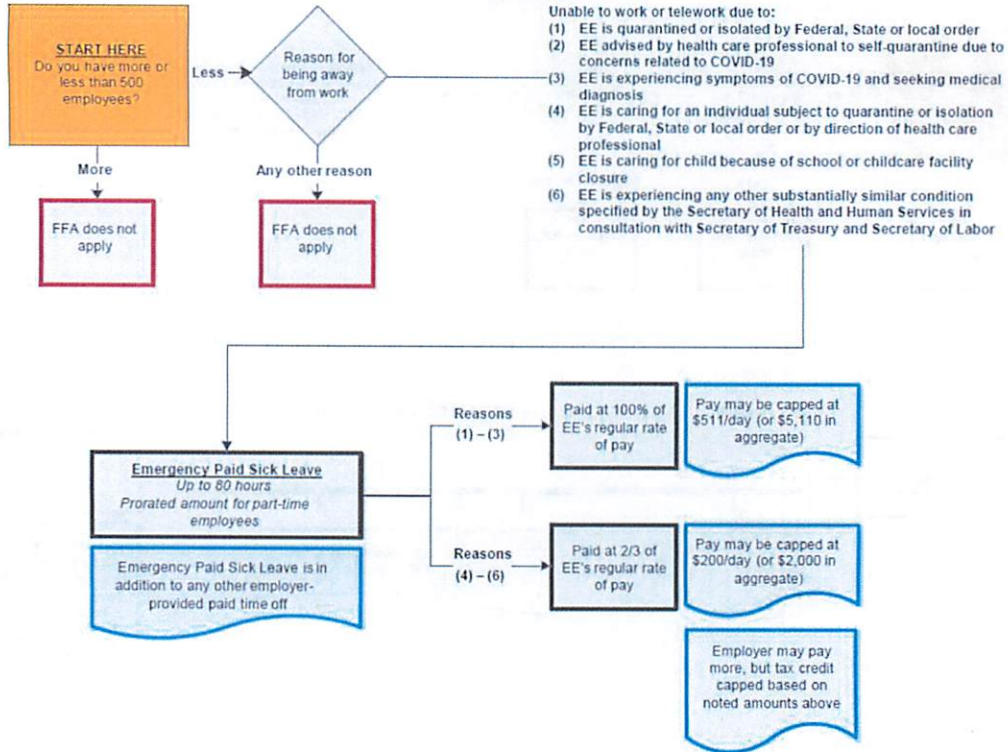 START HERE
Do you have more or
less than 500
employees?
Less
Reason for
being away
from work
More
Any other reason
FFA does not
apply
FFA does not
apply
Unable to work or telework due to:
(1) EE is quarantined or isolated by Federal, State or local order
(2) EE advised by health care professional to self-quarantine due to
concerns related to COVID-19
(3) EE is experiencing symptoms of COVID-19 and seeking medical
diagnosis
(4) EE is caring for an individual subject to quarantine or isolation
by Federal, State or local order or by direction of health care
professional
(5) EE is caring for child because of school or childcare facility
closure
(6) EE is experiencing any other substantially similar condition
specified by the Secretary of Health and Human Services in
consultation with Secretary of Treasury and Secretary of Labor
Emergency Paid Sick Leave
Up to 80 hours
Prorated amount for part-time
employees
Emergency Paid Sick Leave is in
addition to any other employer-
provided paid time off
Reasons
(1) – (3)
Paid at 100% of
EE's regular rate
of pay
Pay may be capped at
$511/day (or $5,110 in
aggregate)
Reasons
(4) – (6)
Paid at 2/3 of
EE's regular rate
of pay
Pay may be capped at
$200/day (or $2,000 in
aggregate)
Employer may pay
more, but tax credit
capped based on
noted amounts above